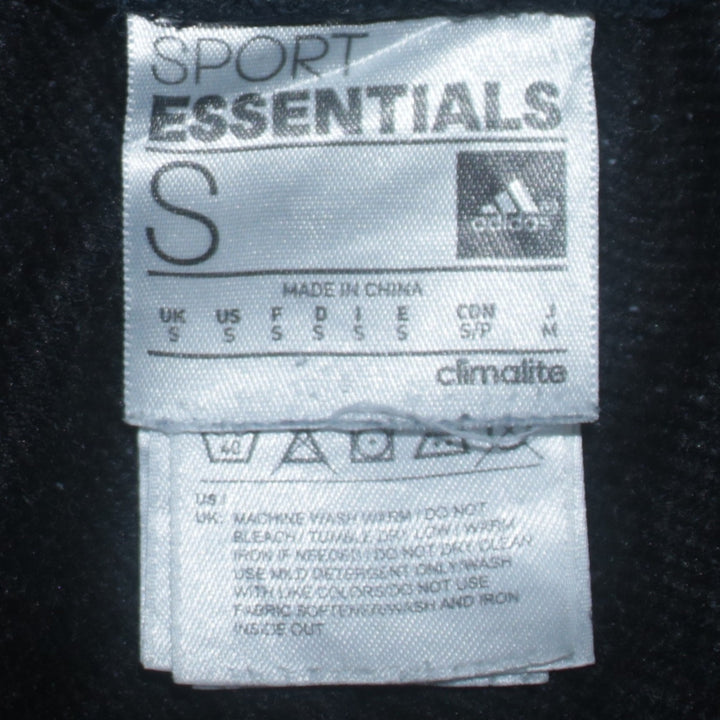 SPORT
ESSENTIALS
S
adidas
MADE IN CHINA
UK US F D I E CDN J
S S S S S S S/P M
climalite
40
US /
UK: MACHINE WASH WARM / DO NOT
BLEACH / TUMBLE DRY LOW / WARM
IRON IF NEEDED / DO NOT DRY CLEAN
USE MILD DETERGENT ONLY/WASH
WITH LIKE COLORS/DO NOT USE
FABRIC SOFTENER/WASH AND IRON
INSIDE OUT